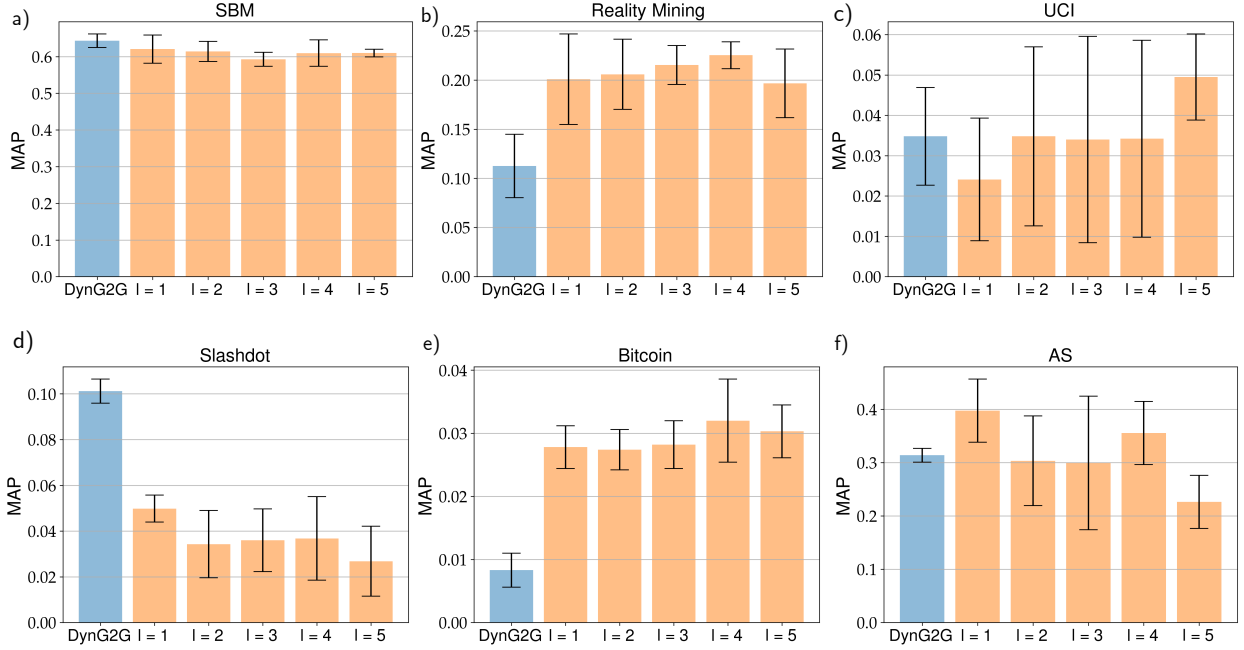 a)
SBM
MAP
0.6
0.5
0.4
0.3
0.2
0.1
0.0
DynG2G l = 1 l = 2 l = 3 l = 4 l = 5
b)
Reality Mining
MAP
0.25
0.20
0.15
0.10
0.05
0.00
DynG2G l = 1 l = 2 l = 3 l = 4 l = 5
c)
UCI
MAP
0.06
0.05
0.04
0.03
0.02
0.01
0.00
DynG2G l = 1 l = 2 l = 3 l = 4 l = 5
d)
Slashdot
MAP
0.10
0.08
0.06
0.04
0.02
0.00
DynG2G l = 1 l = 2 l = 3 l = 4 l = 5
e)
Bitcoin
MAP
0.04
0.03
0.02
0.01
0.00
DynG2G l = 1 l = 2 l = 3 l = 4 l = 5
f)
AS
MAP
0.4
0.3
0.2
0.1
0.0
DynG2G l = 1 l = 2 l = 3 l = 4 l = 5